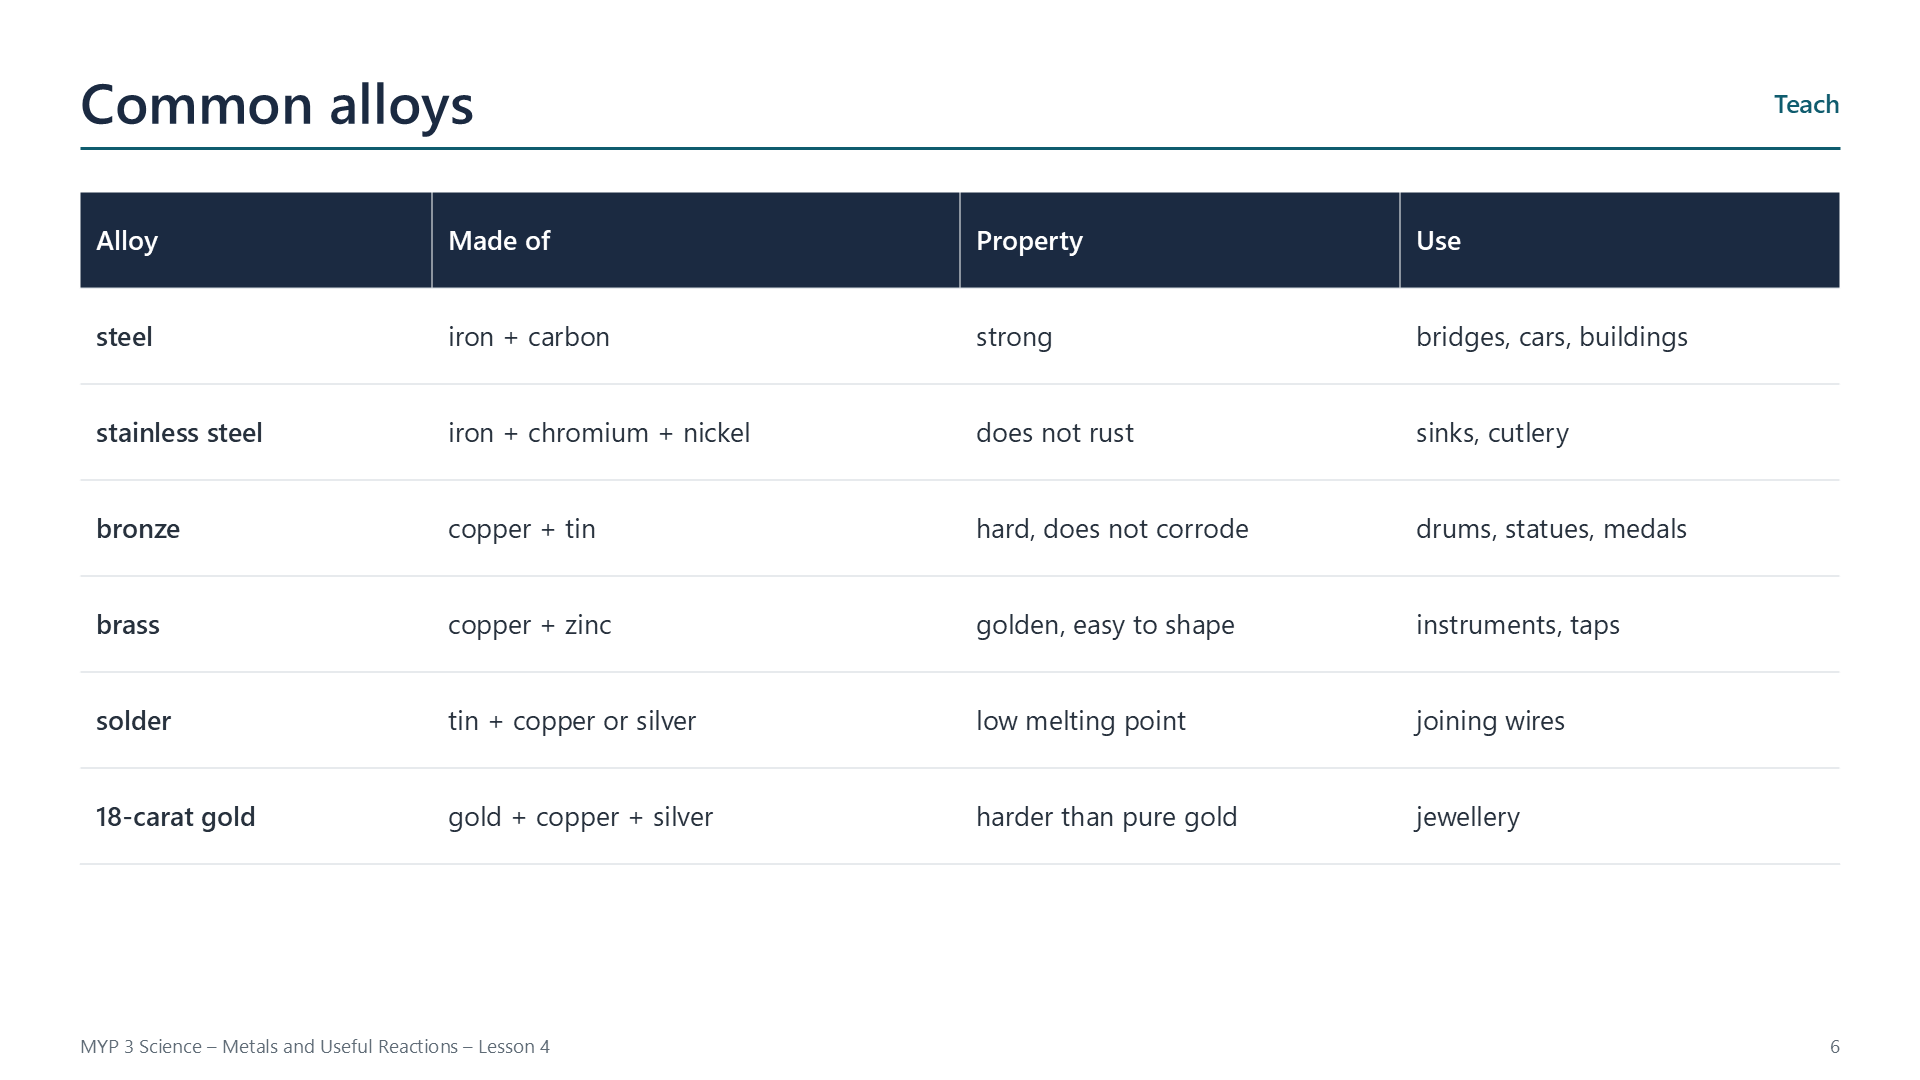 Common alloys
Teach
Alloy Made of Property Use
steel iron + carbon strong bridges, cars, buildings
stainless steel iron + chromium + nickel does not rust sinks, cutlery
bronze copper + tin hard, does not corrode drums, statues, medals
brass copper + zinc golden, easy to shape instruments, taps
solder tin + copper or silver low melting point joining wires
18-carat gold gold + copper + silver harder than pure gold jewellery
MYP 3 Science – Metals and Useful Reactions – Lesson 4
6